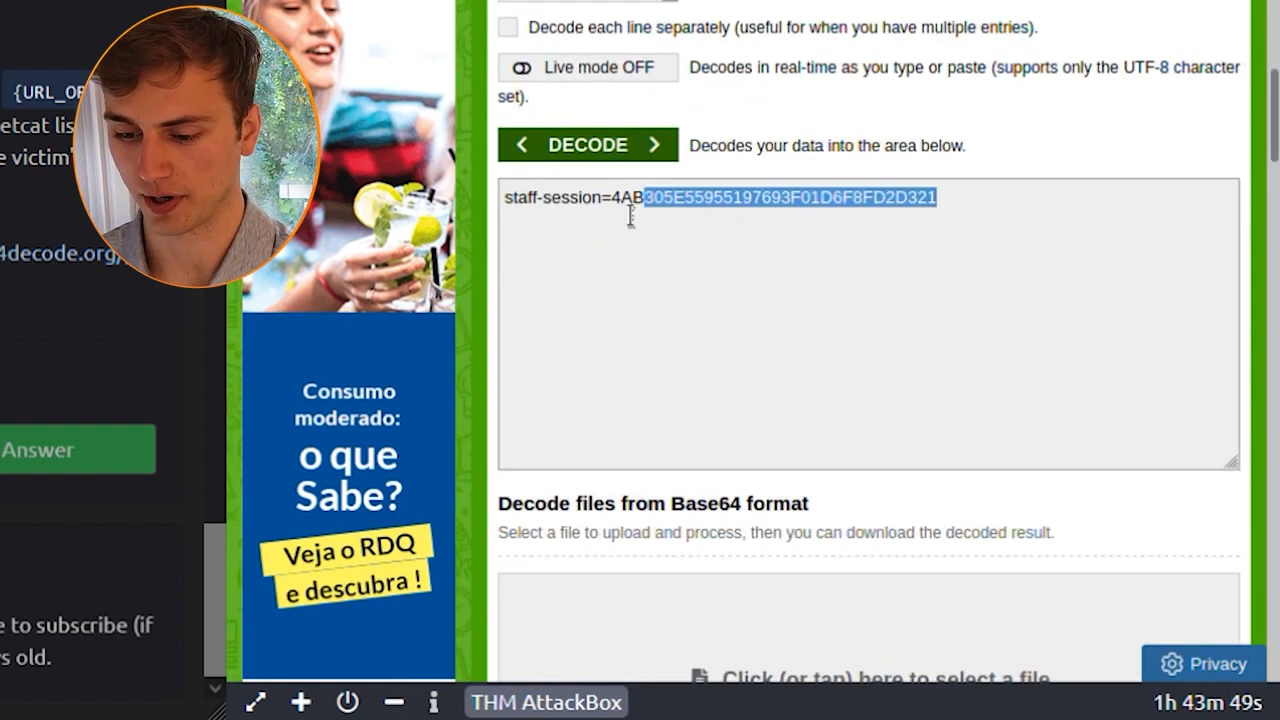 {URL_OR
etcat lis
e victim'
4decode.org/
Answer
e to subscribe (if
s old.
Consumo
moderado:
o que
Sabe?
Veja o RDQ
e descubra !
Decode each line separately (useful for when you have multiple entries).
Live mode OFF Decodes in real-time as you type or paste (supports only the UTF-8 character
set).
< DECODE > Decodes your data into the area below.
staff-session=4AB305E55955197693F01D6F8FD2D321
Decode files from Base64 format
Select a file to upload and process, then you can download the decoded result.
Click (or tap) here to select a file
Privacy
THM AttackBox
1h 43m 49s